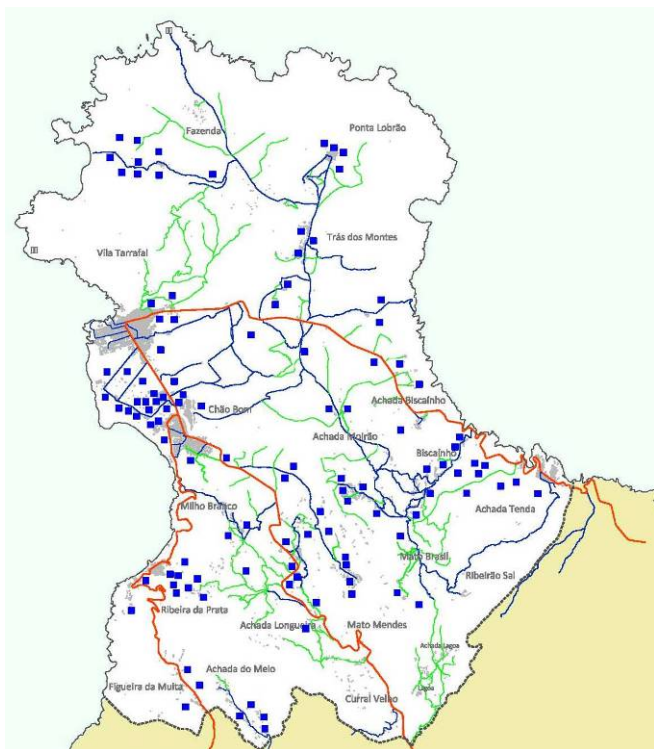 Fazenda
Ponta Lobrão
Trás dos Montes
Vila Tarrafal
Achada Biscainho
Chão Bom
Achada Moirão
Biscainho
Milho Branco
Achada Tenda
Mato Brasil
Ribeirão Sal
Ribeira da Prata
Achada Longueira
Mato Mendes
Achada Lagoa
Achada do Meio
Lagoa
Figueira da Muita
Curral Velho